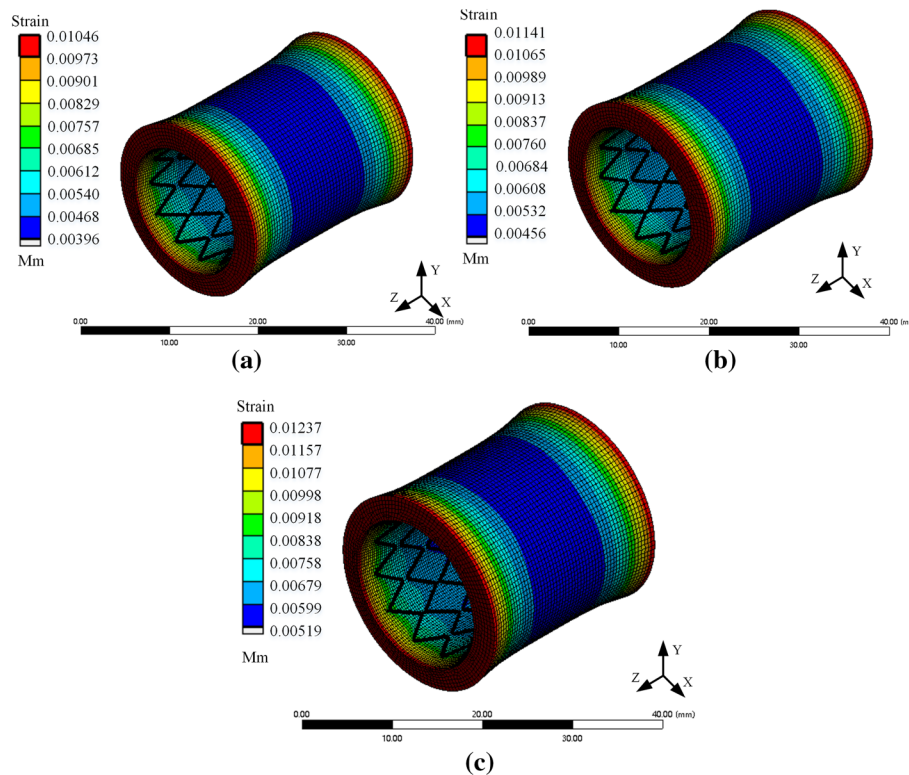 Strain
0.01046
0.00973
0.00901
0.00829
0.00757
0.00685
0.00612
0.00540
0.00468
0.00396
Mm
Y
Z
X
0.00
20.00
40.00 (mm)
10.00
30.00
(a)
Strain
0.01141
0.01065
0.00989
0.00913
0.00837
0.00760
0.00684
0.00608
0.00532
0.00456
Mm
Y
Z
X
0.00
20.00
40.00 (m
10.00
30.00
(b)
Strain
0.01237
0.01157
0.01077
0.00998
0.00918
0.00838
0.00758
0.00679
0.00599
0.00519
Mm
Y
Z
X
0.00
20.00
40.00 (mm)
10.00
30.00
(c)